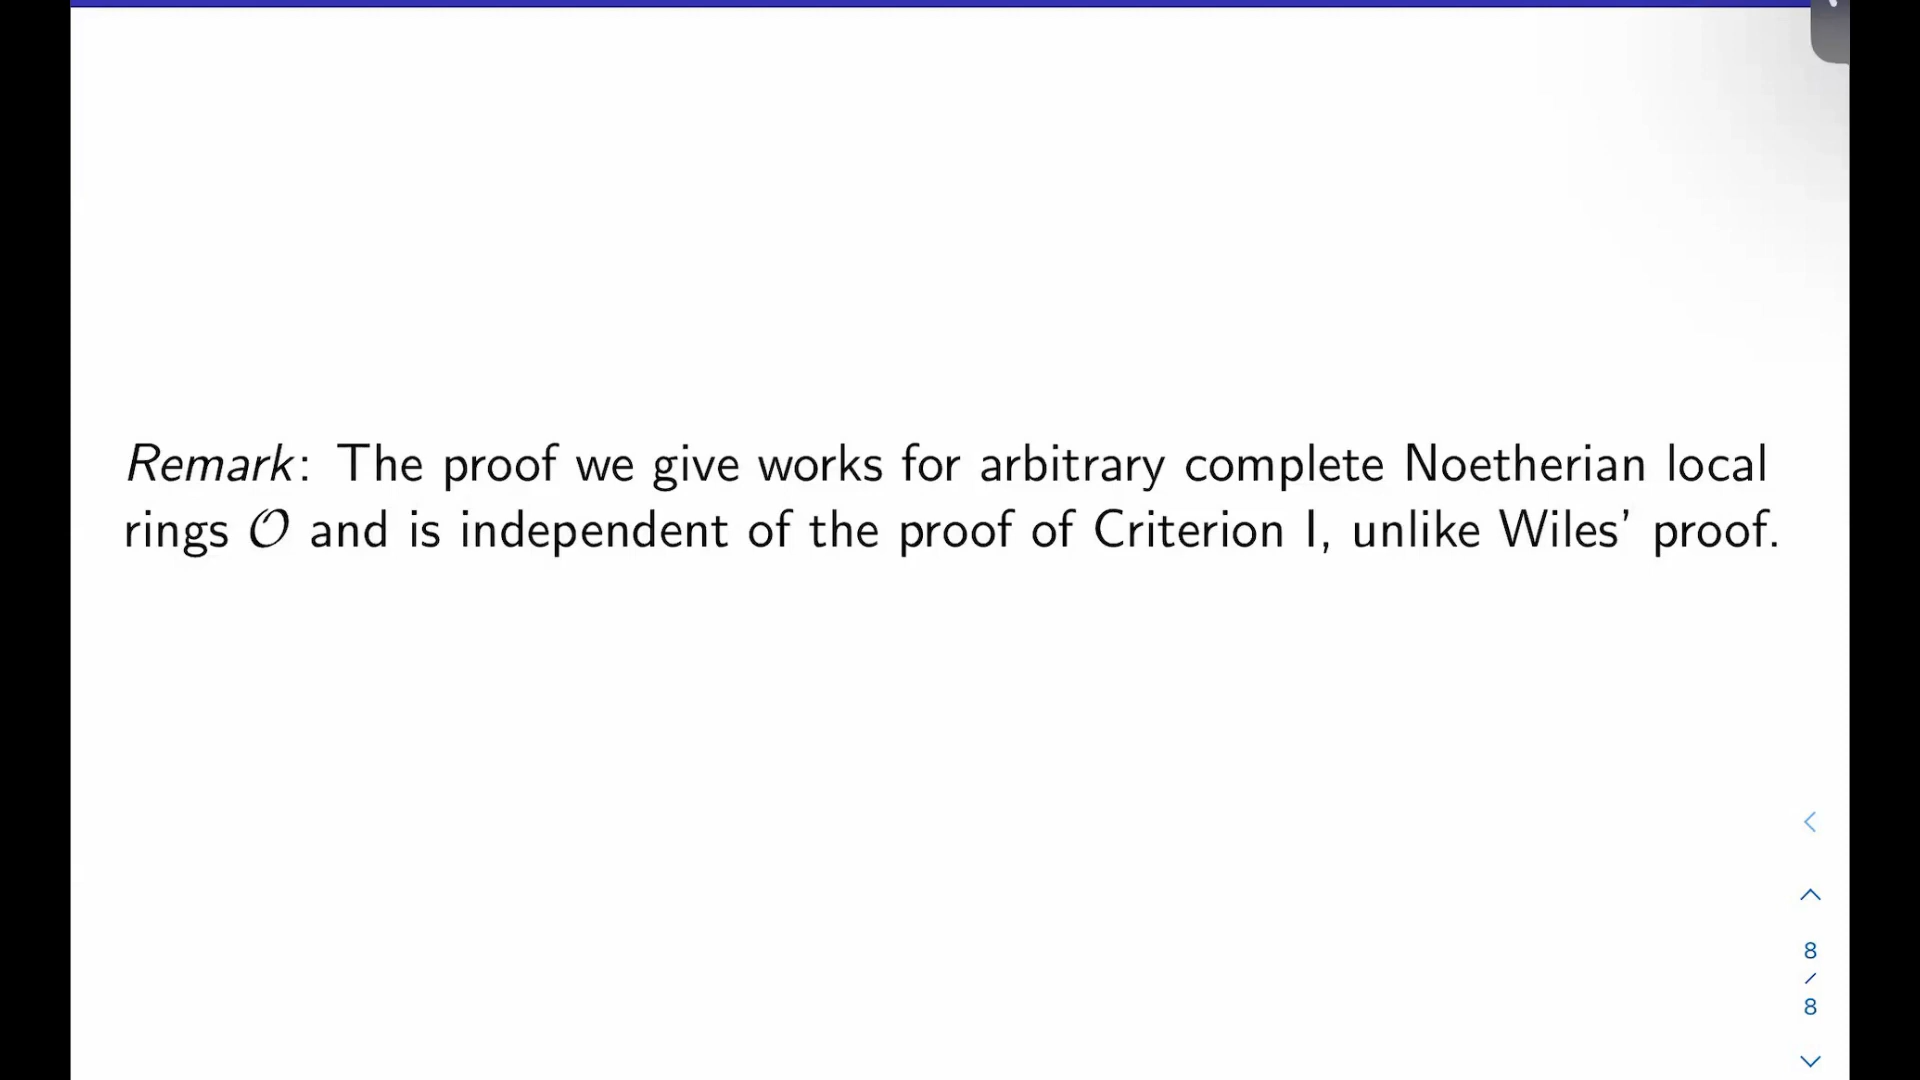 Remark: The proof we give works for arbitrary complete Noetherian local
rings 𝒪 and is independent of the proof of Criterion I, unlike Wiles’ proof.
8
/
8